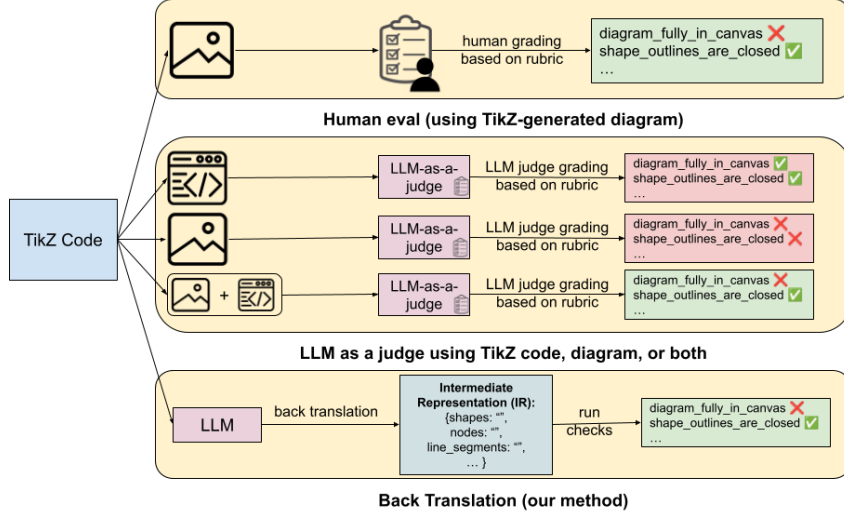 human grading
based on rubric
diagram_fully_in_canvas ❌
shape_outlines_are_closed ✅
...
Human eval (using TikZ-generated diagram)
TikZ Code
LLM-as-a-
judge
LLM judge grading
based on rubric
diagram_fully_in_canvas ✅
shape_outlines_are_closed ✅
...
LLM-as-a-
judge
LLM judge grading
based on rubric
diagram_fully_in_canvas ❌
shape_outlines_are_closed ❌
...
+
LLM-as-a-
judge
LLM judge grading
based on rubric
diagram_fully_in_canvas ❌
shape_outlines_are_closed ✅
...
LLM as a judge using TikZ code, diagram, or both
LLM
back translation
Intermediate
Representation (IR):
{shapes: “”,
nodes: “”,
line_segments: “”,
... }
run
checks
diagram_fully_in_canvas ❌
shape_outlines_are_closed ✅
...
Back Translation (our method)